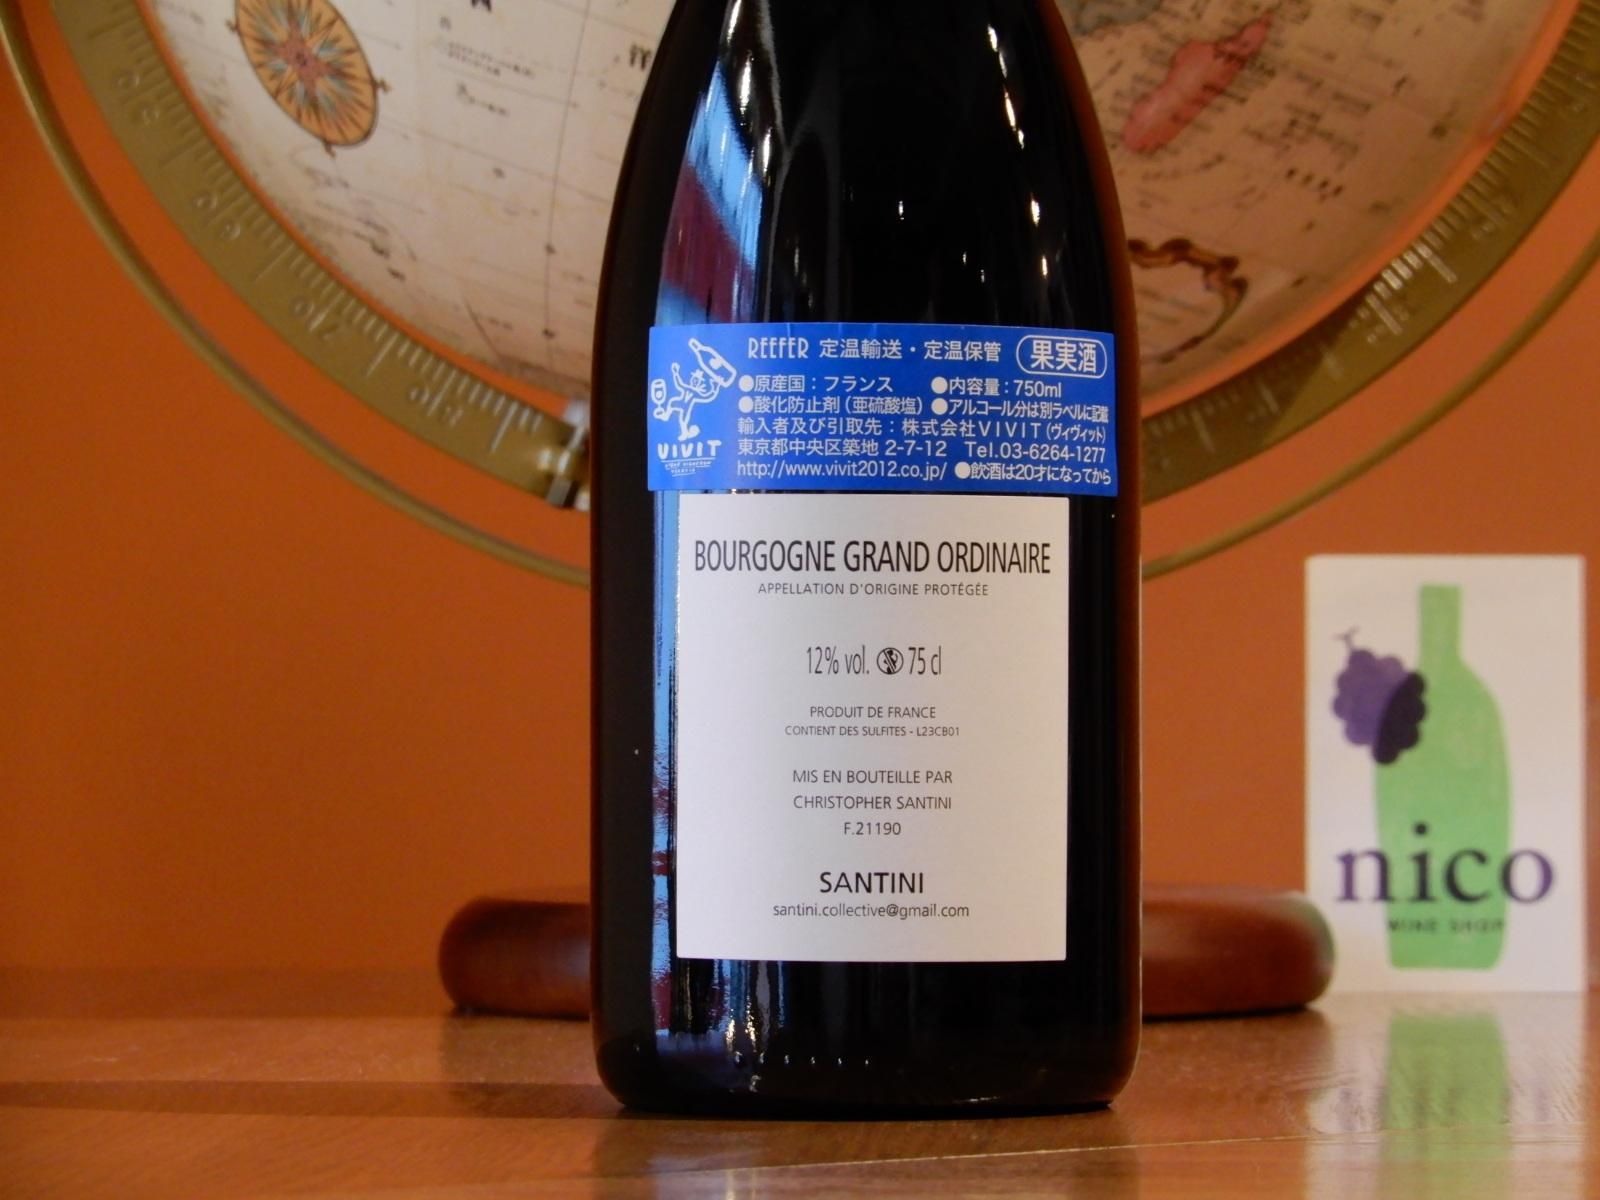 REEFER 定温輸送・定温保管 果実酒
●原産国：フランス ●内容量：750ml
●酸化防止剤（亜硫酸塩） ●アルコール分は別ラベルに記載
輸入者及び引取先：株式会社VIVIT（ヴィヴィット）
東京都中央区築地 2-7-12 Tel.03-6264-1277
http://www.vivit2012.co.jp/ ●飲酒は20才になってから
VIVIT
BOURGOGNE GRAND ORDINAIRE
APPELLATION D'ORIGINE PROTÉGÉE
12% vol. 75 cl
PRODUIT DE FRANCE
CONTIENT DES SULFITES - L23CB01
MIS EN BOUTEILLE PAR
CHRISTOPHER SANTINI
F.21190
SANTINI
santini.collective@gmail.com
nico
WINE SHOP